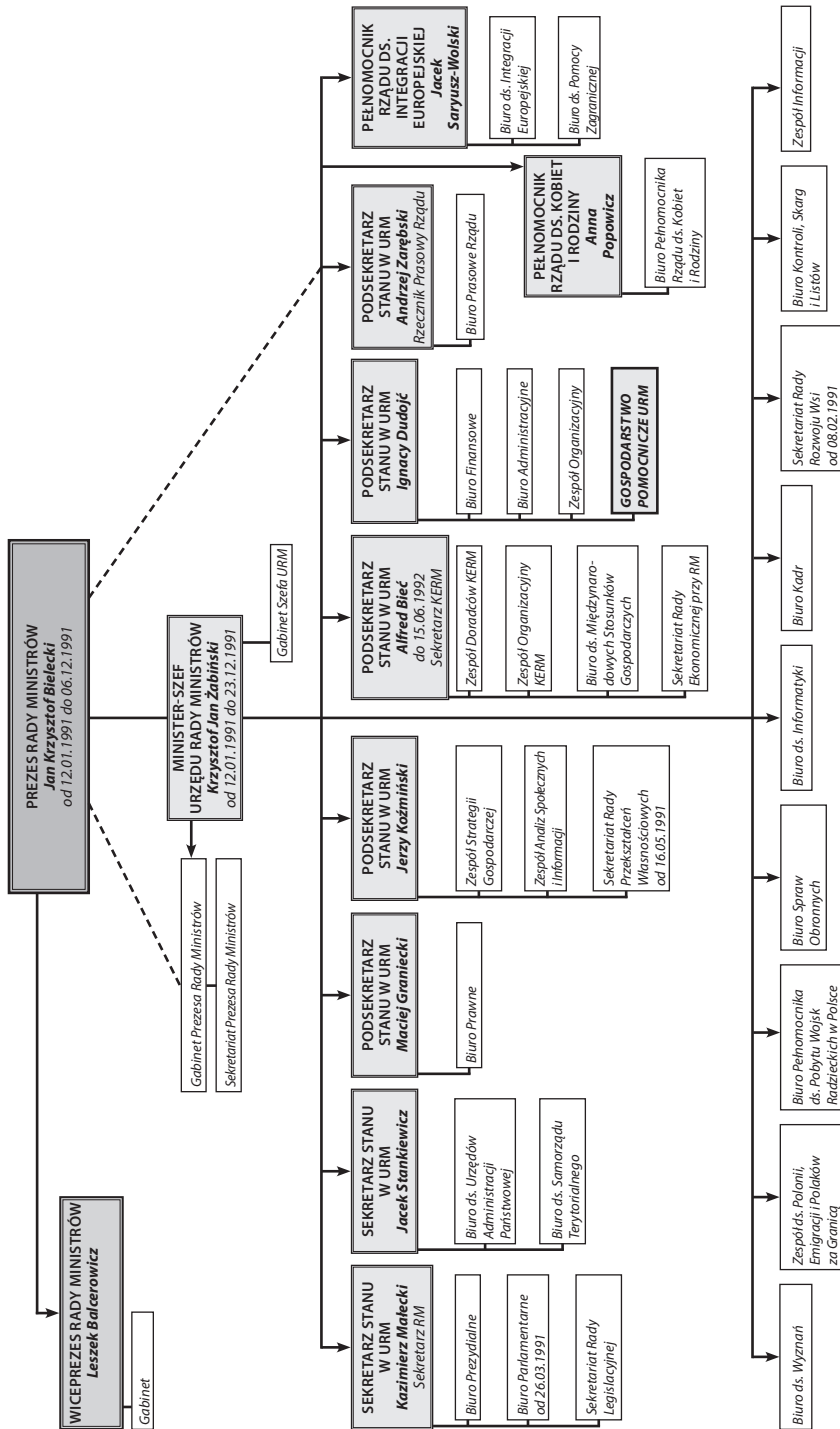 PREZES RADY MINISTRÓW
Jan Krzysztof Bielecki
od 12.01.1991 do 06.12.1991
WICEPREZES RADY MINISTRÓW
Leszek Balcerowicz
Gabinet
MINISTER-SZEF
URZĘDU RADY MINISTRÓW
Krzysztof Jan Żabiński
od 12.01.1991 do 23.12.1991
Gabinet Prezesa Rady Ministrów
Sekretariat Prezesa Rady Ministrów
Gabinet Szefa URM
SEKRETARZ STANU
W URM
Kazimierz Małecki
Sekretarz RM
Biuro Prezydialne
Biuro Parlamentarne
od 26.03.1991
Sekretariat Rady
Legislacyjnej
SEKRETARZ STANU
W URM
Jacek Stankiewicz
Biuro ds. Urzędów
Administracji
Państwowej
Biuro ds. Samorządu
Terytorialnego
PODSEKRETARZ
STANU W URM
Maciej Graniecki
Biuro Prawne
PODSEKRETARZ
STANU W URM
Jerzy Koźmiński
Zespół Strategii
Gospodarczej
Zespół Analiz Społecznych
i Informacji
Sekretariat Rady
Przekształceń
Własnościowych
od 16.05.1991
PODSEKRETARZ
STANU W URM
Alfred Bieć
do 15.06.1992
Sekretarz KERM
Zespół Doradców KERM
Zespół Organizacyjny
KERM
Biuro ds. Międzynaro-
dowych Stosunków
Gospodarczych
Sekretariat Rady
Ekonomicznej przy RM
PODSEKRETARZ
STANU W URM
Ignacy Dudojć
Biuro Finansowe
Biuro Administracyjne
Zespół Organizacyjny
GOSPODARSTWO
POMOCNICZE URM
PODSEKRETARZ
STANU W URM
Andrzej Zarębski
Rzecznik Prasowy Rządu
Biuro Prasowe Rządu
PEŁNOMOCNIK
RZĄDU DS. KOBIET
I RODZINY
Anna
Popowicz
Biuro Pełnomocnika
Rządu ds. Kobiet
i Rodziny
PEŁNOMOCNIK
RZĄDU DS.
INTEGRACJI
EUROPEJSKIEJ
Jacek
Saryusz-Wolski
Biuro ds. Integracji
Europejskiej
Biuro ds. Pomocy
Zagranicznej
Biuro ds. Wyznań
Zespół ds. Polonii,
Emigracji i Polaków
za Granicą
Biuro Pełnomocnika
ds. Pobytu Wojsk
Radzieckich w Polsce
Biuro Spraw
Obronnych
Biuro ds. Informatyki
Biuro Kadr
Sekretariat Rady
Rozwoju Wsi
od 08.02.1991
Biuro Kontroli, Skarg
i Listów
Zespół Informacji